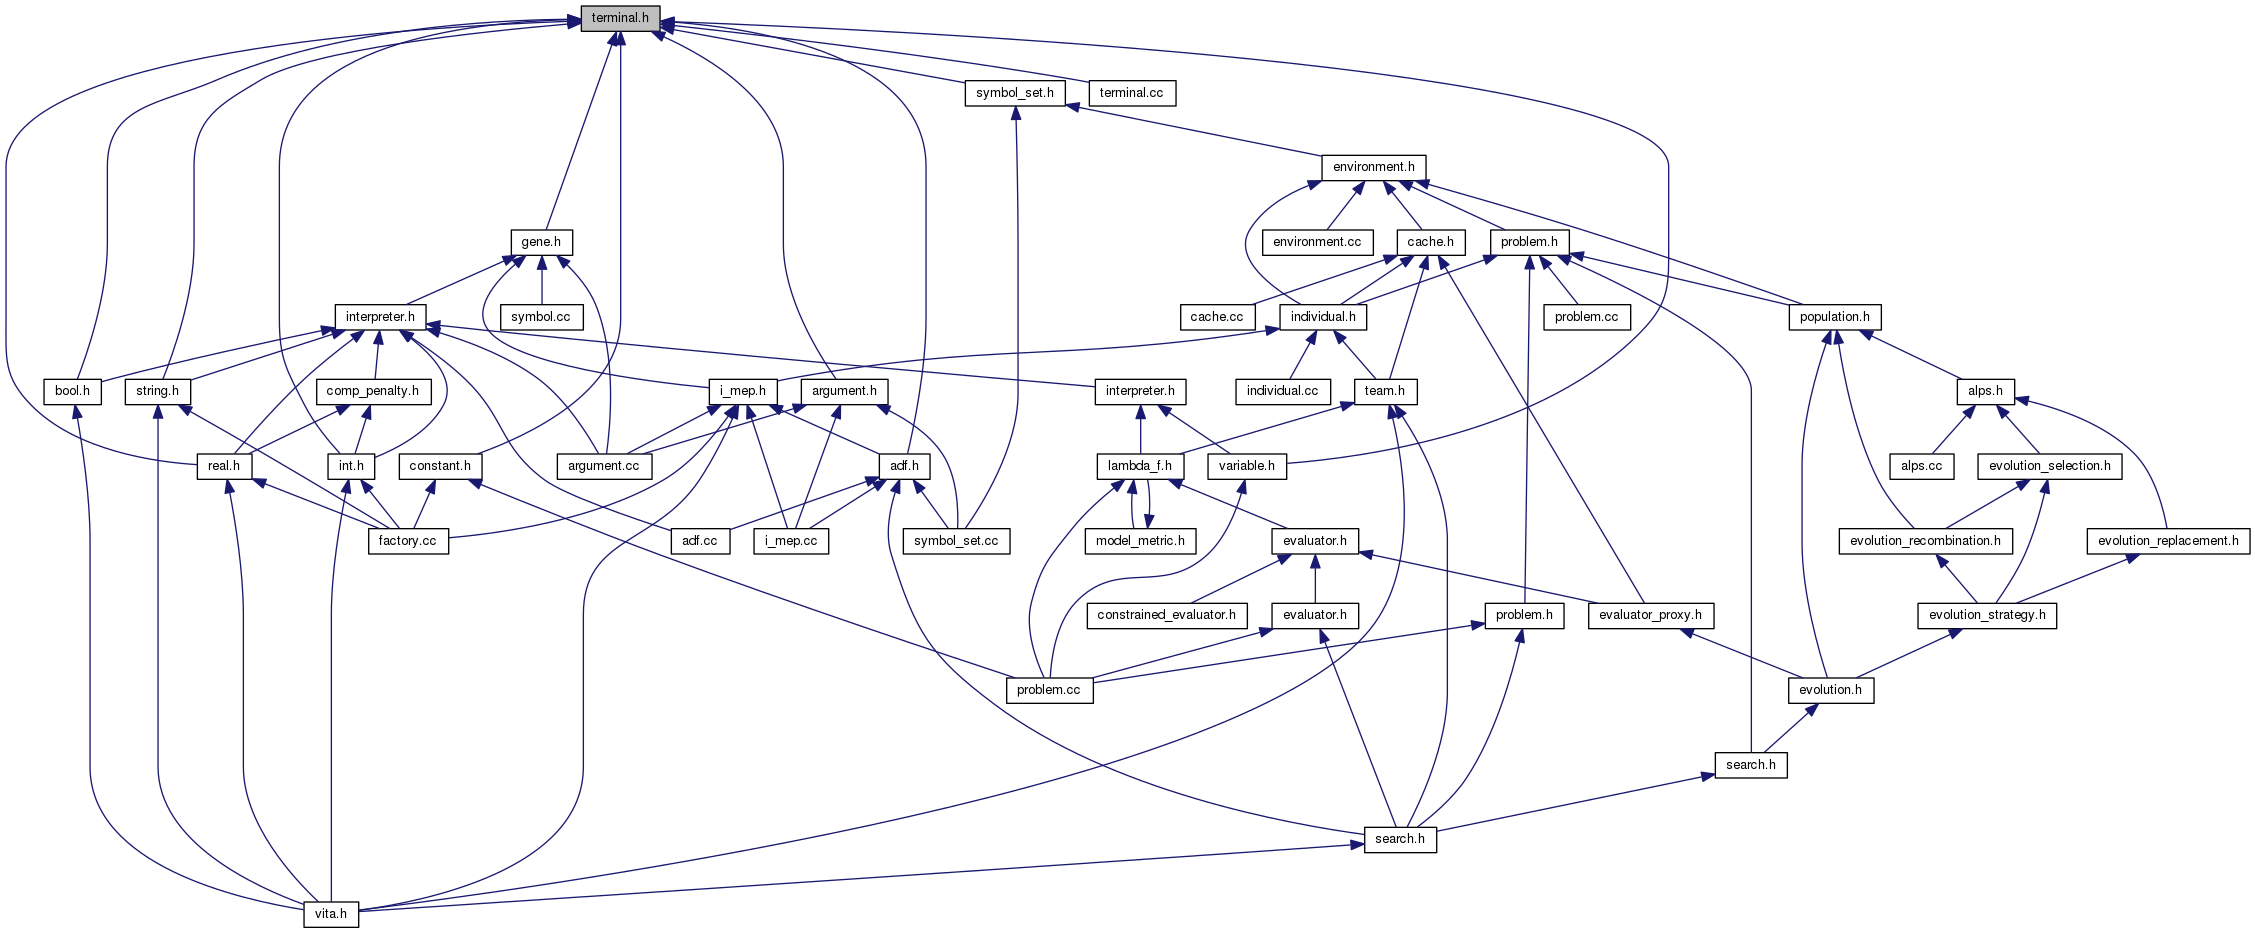 terminal.h
symbol_set.h
terminal.cc
environment.h
gene.h
environment.cc
cache.h
problem.h
interpreter.h
symbol.cc
cache.cc
individual.h
problem.cc
population.h
bool.h
string.h
comp_penalty.h
i_mep.h
argument.h
interpreter.h
individual.cc
team.h
alps.h
real.h
int.h
constant.h
argument.cc
adf.h
lambda_f.h
variable.h
alps.cc
evolution_selection.h
factory.cc
adf.cc
i_mep.cc
symbol_set.cc
model_metric.h
evaluator.h
evolution_recombination.h
evolution_replacement.h
constrained_evaluator.h
evaluator.h
problem.h
evaluator_proxy.h
evolution_strategy.h
problem.cc
evolution.h
search.h
search.h
vita.h